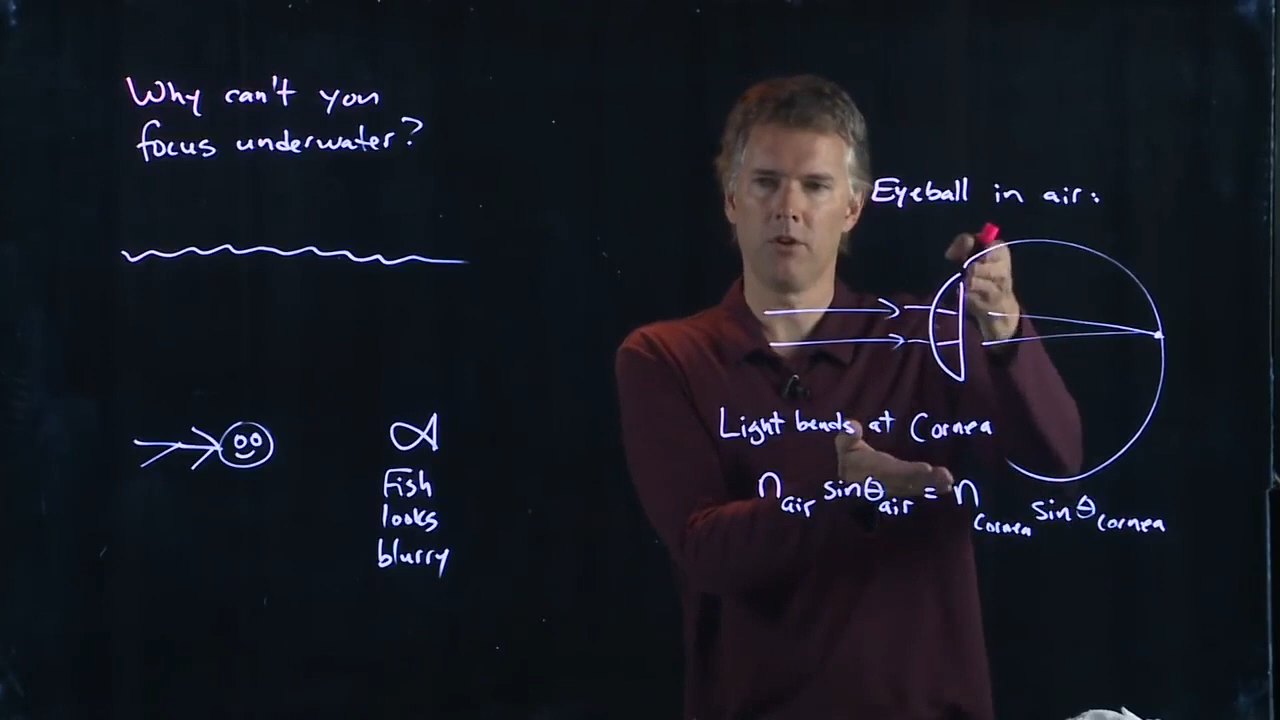 Why can't you
focus underwater?
Fish
looks
blurry
Eyeball in air:
Light bends at Cornea
n_air sinθ_air = n_cornea sinθ_cornea